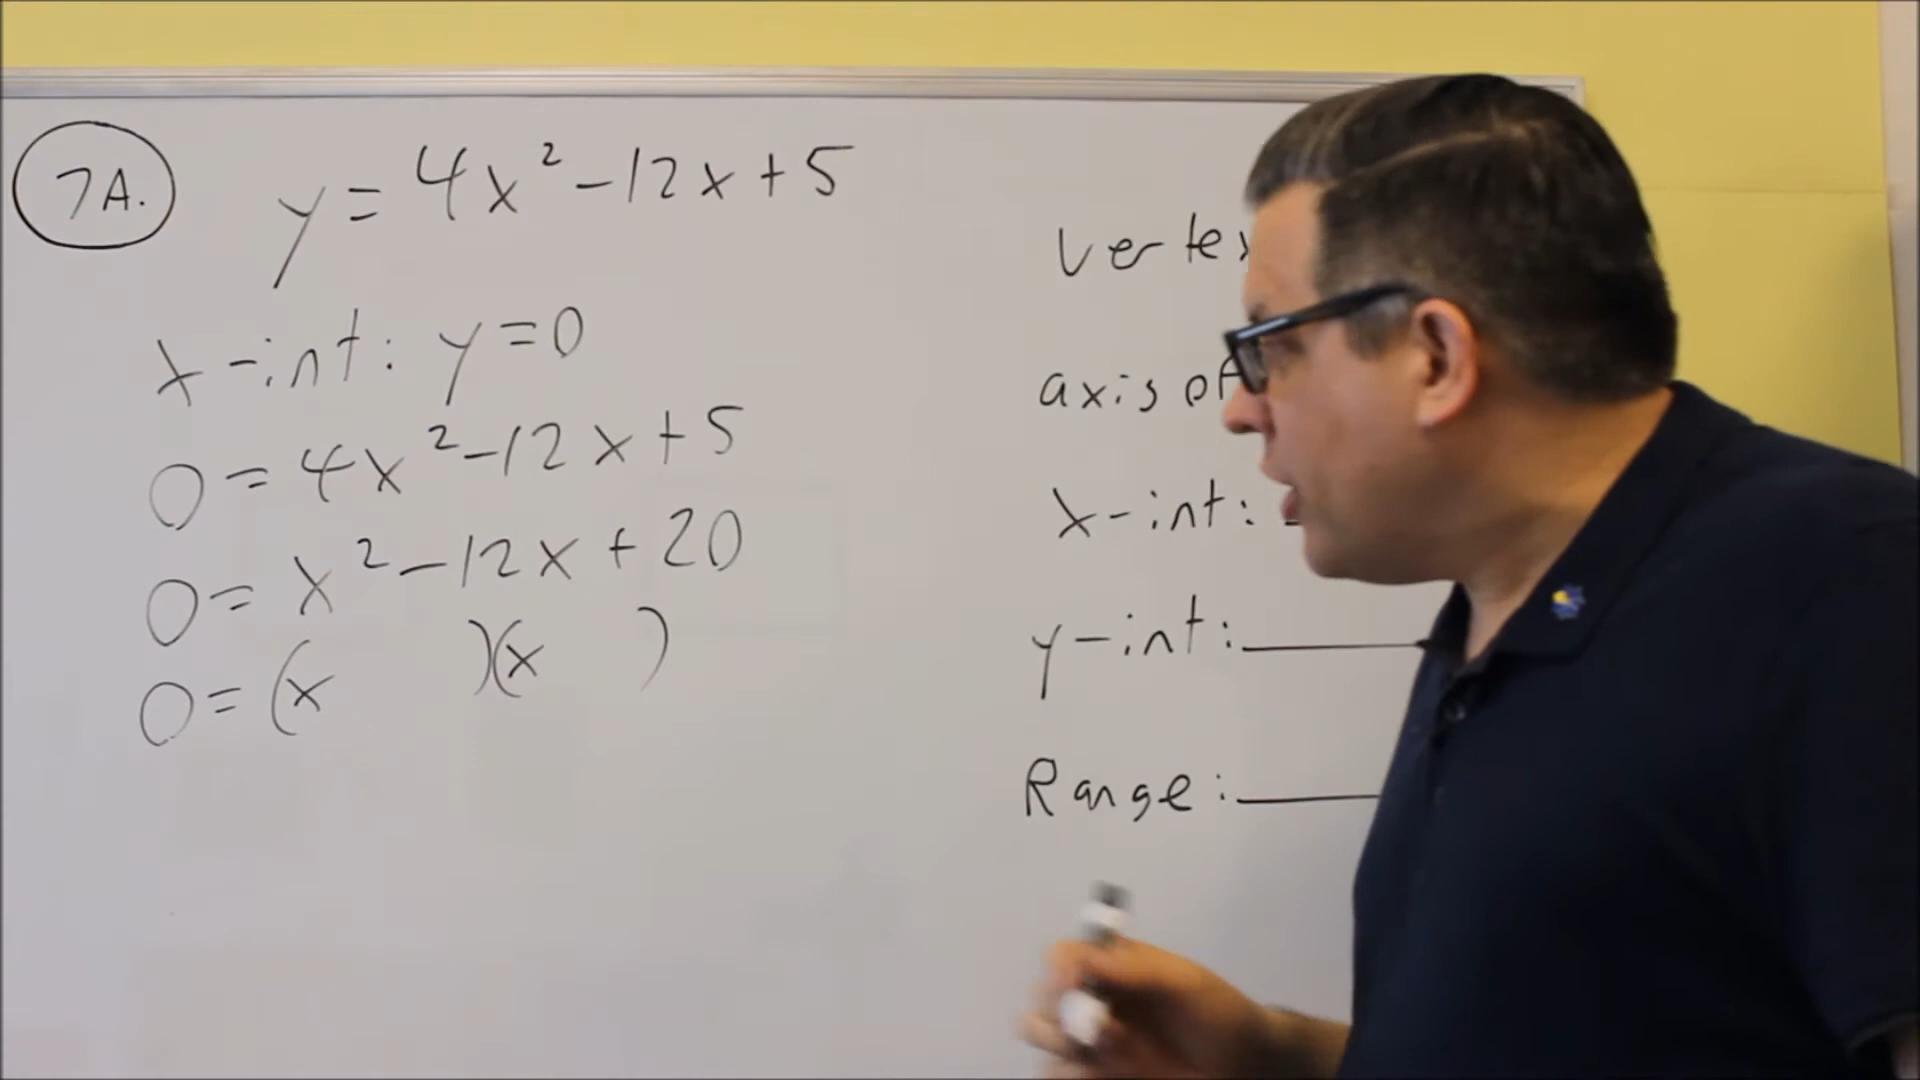 7A.
y = 4x² - 12x + 5
x-int: y = 0
0 = 4x² - 12x + 5
0 = x² - 12x + 20
0 = (x )(x )
vertex
axis of
x-int:
y-int:
Range: